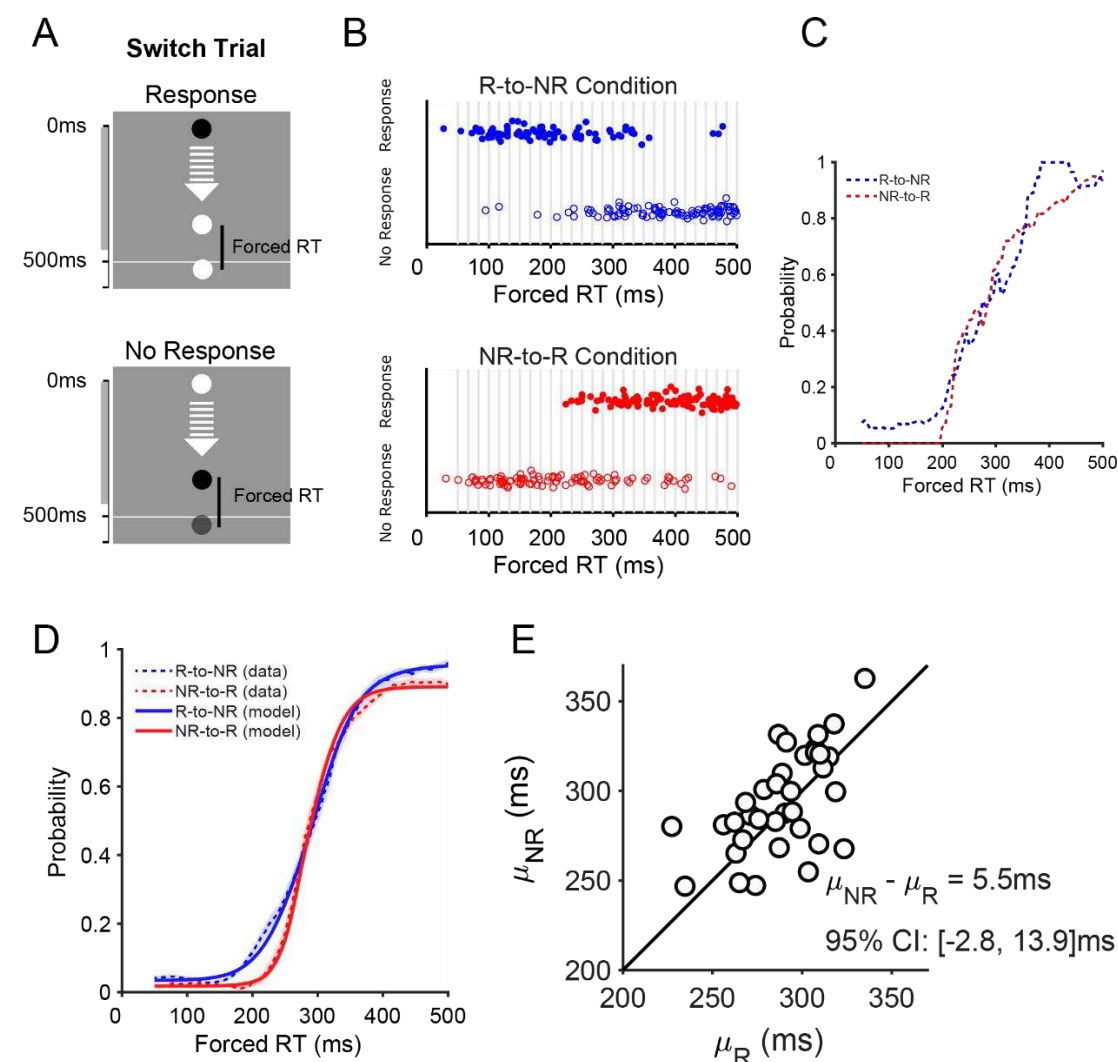 A
Switch Trial
Response
0ms
Forced RT
500ms
No Response
0ms
Forced RT
500ms
B
R-to-NR Condition
Response
No Response
0 100 200 300 400 500
Forced RT (ms)
NR-to-R Condition
Response
No Response
0 100 200 300 400 500
Forced RT (ms)
C
1
0.8
0.6
0.4
0.2
0
Probability
R-to-NR
NR-to-R
0 100 200 300 400 500
Forced RT (ms)
D
1
0.8
0.6
0.4
0.2
0
Probability
R-to-NR (data)
NR-to-R (data)
R-to-NR (model)
NR-to-R (model)
0 100 200 300 400 500
Forced RT (ms)
E
350
300
250
200
μNR (ms)
μNR - μR = 5.5ms
95% CI: [-2.8, 13.9]ms
200 250 300 350
μR (ms)